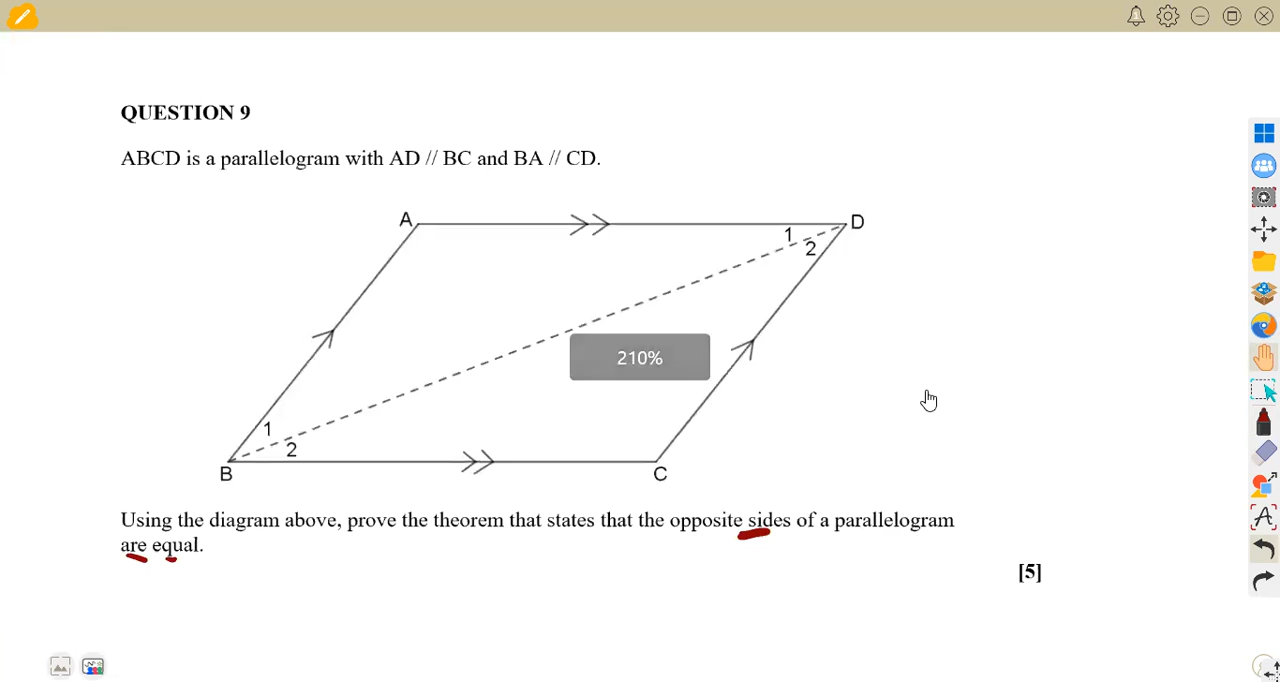 QUESTION 9
ABCD is a parallelogram with AD // BC and BA // CD.
A
D
1
2
210%
1
2
B
C
Using the diagram above, prove the theorem that states that the opposite sides of a parallelogram
are equal.
[5]